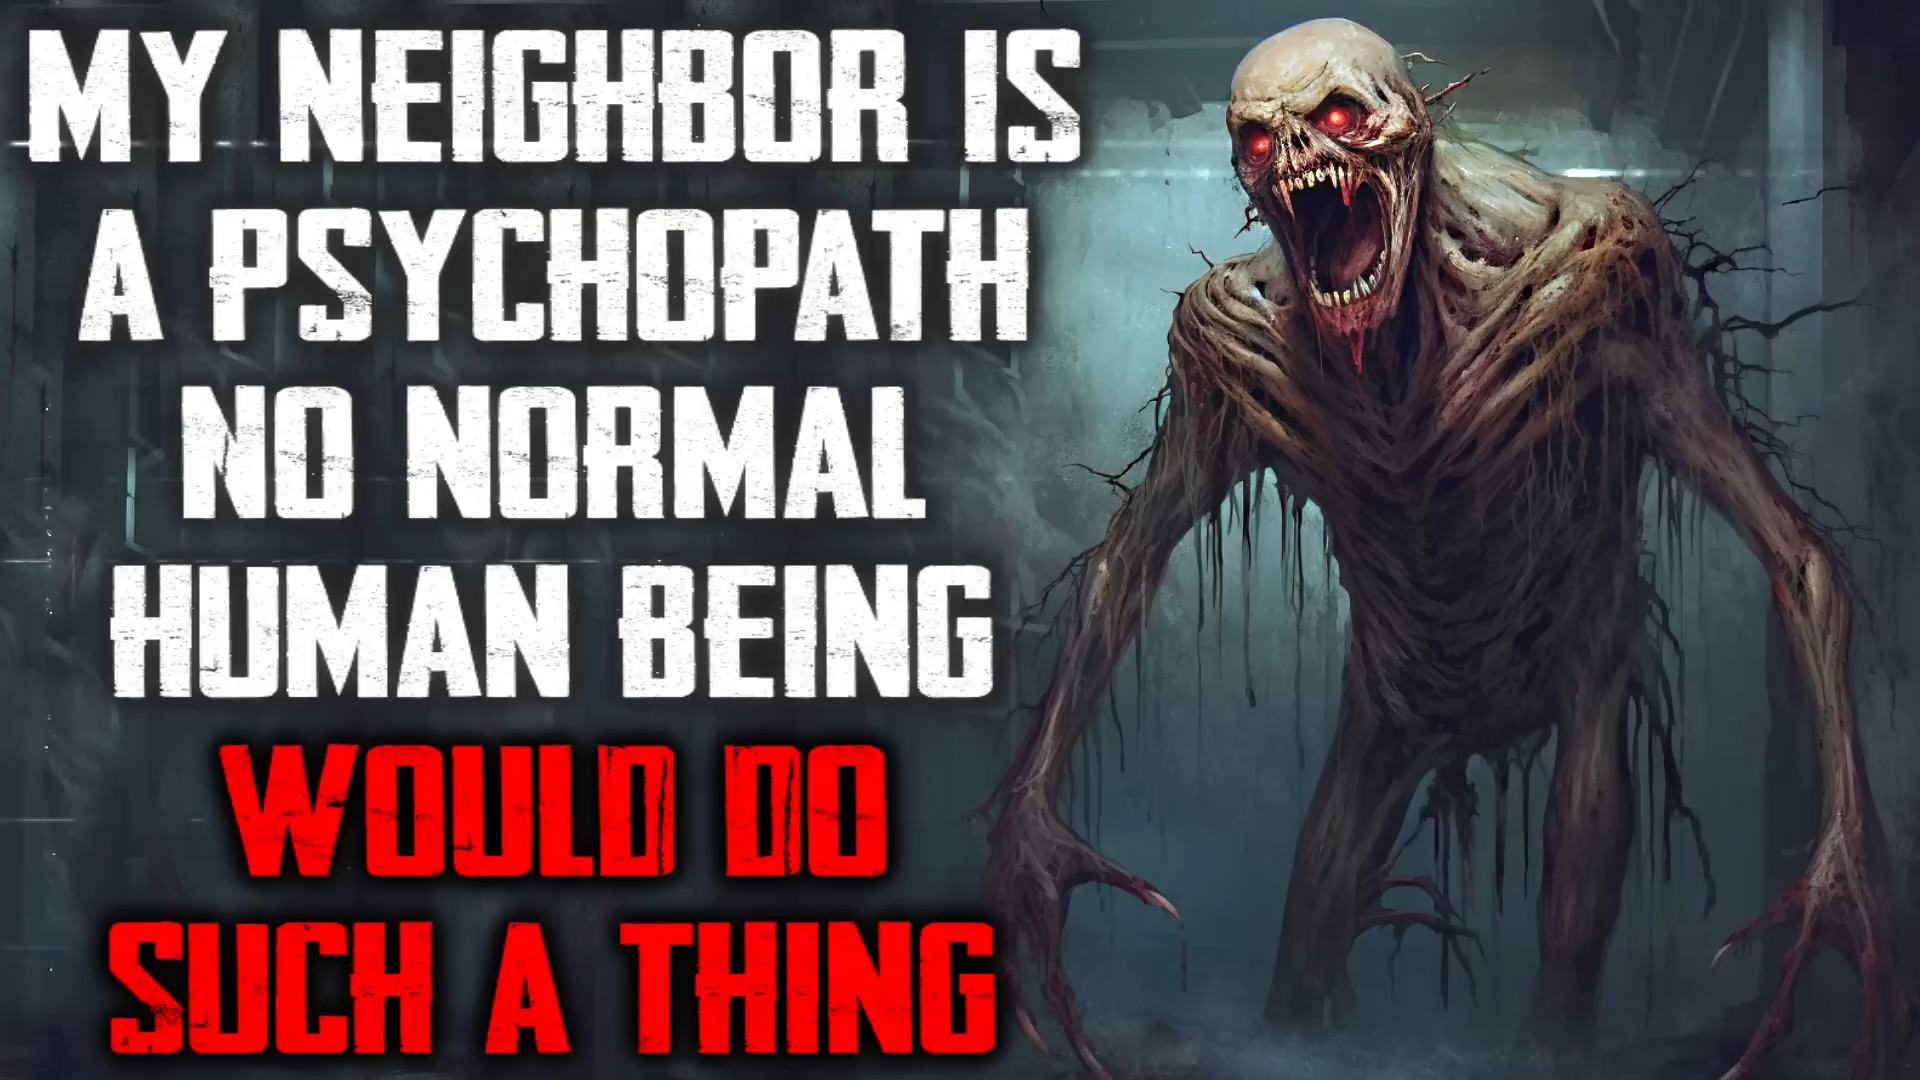 MY NEIGHBOR IS
A PSYCHOPATH
NO NORMAL
HUMAN BEING
WOULD DO
SUCH A THING